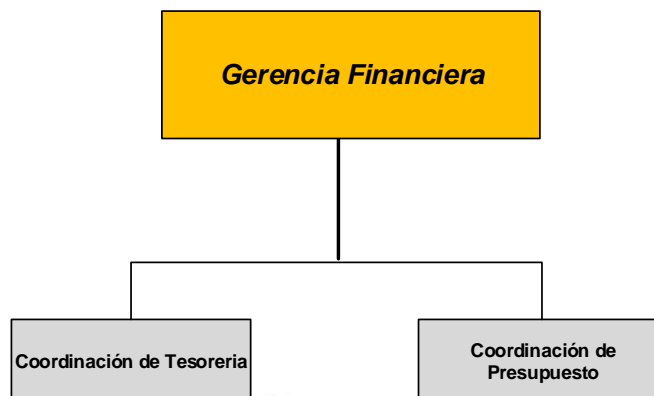 Gerencia Financiera
Coordinación de Tesoreria
Coordinación de
Presupuesto